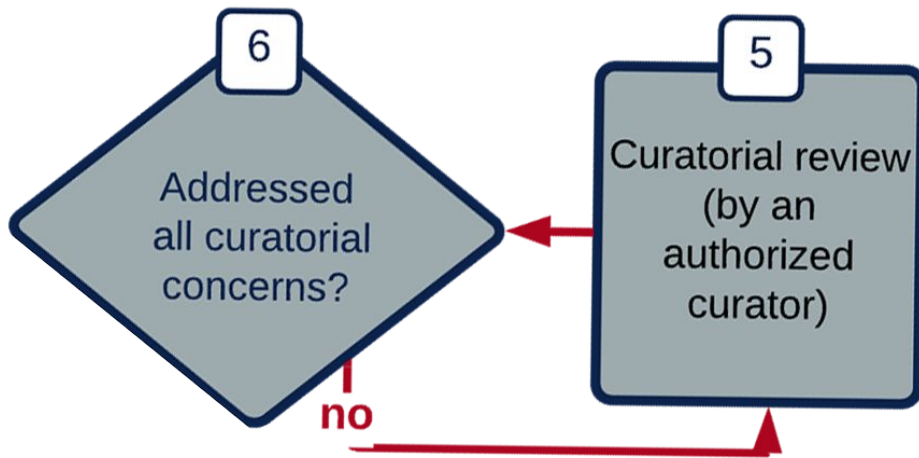 6
Addressed
all curatorial
concerns?
no
5
Curatorial review
(by an
authorized
curator)